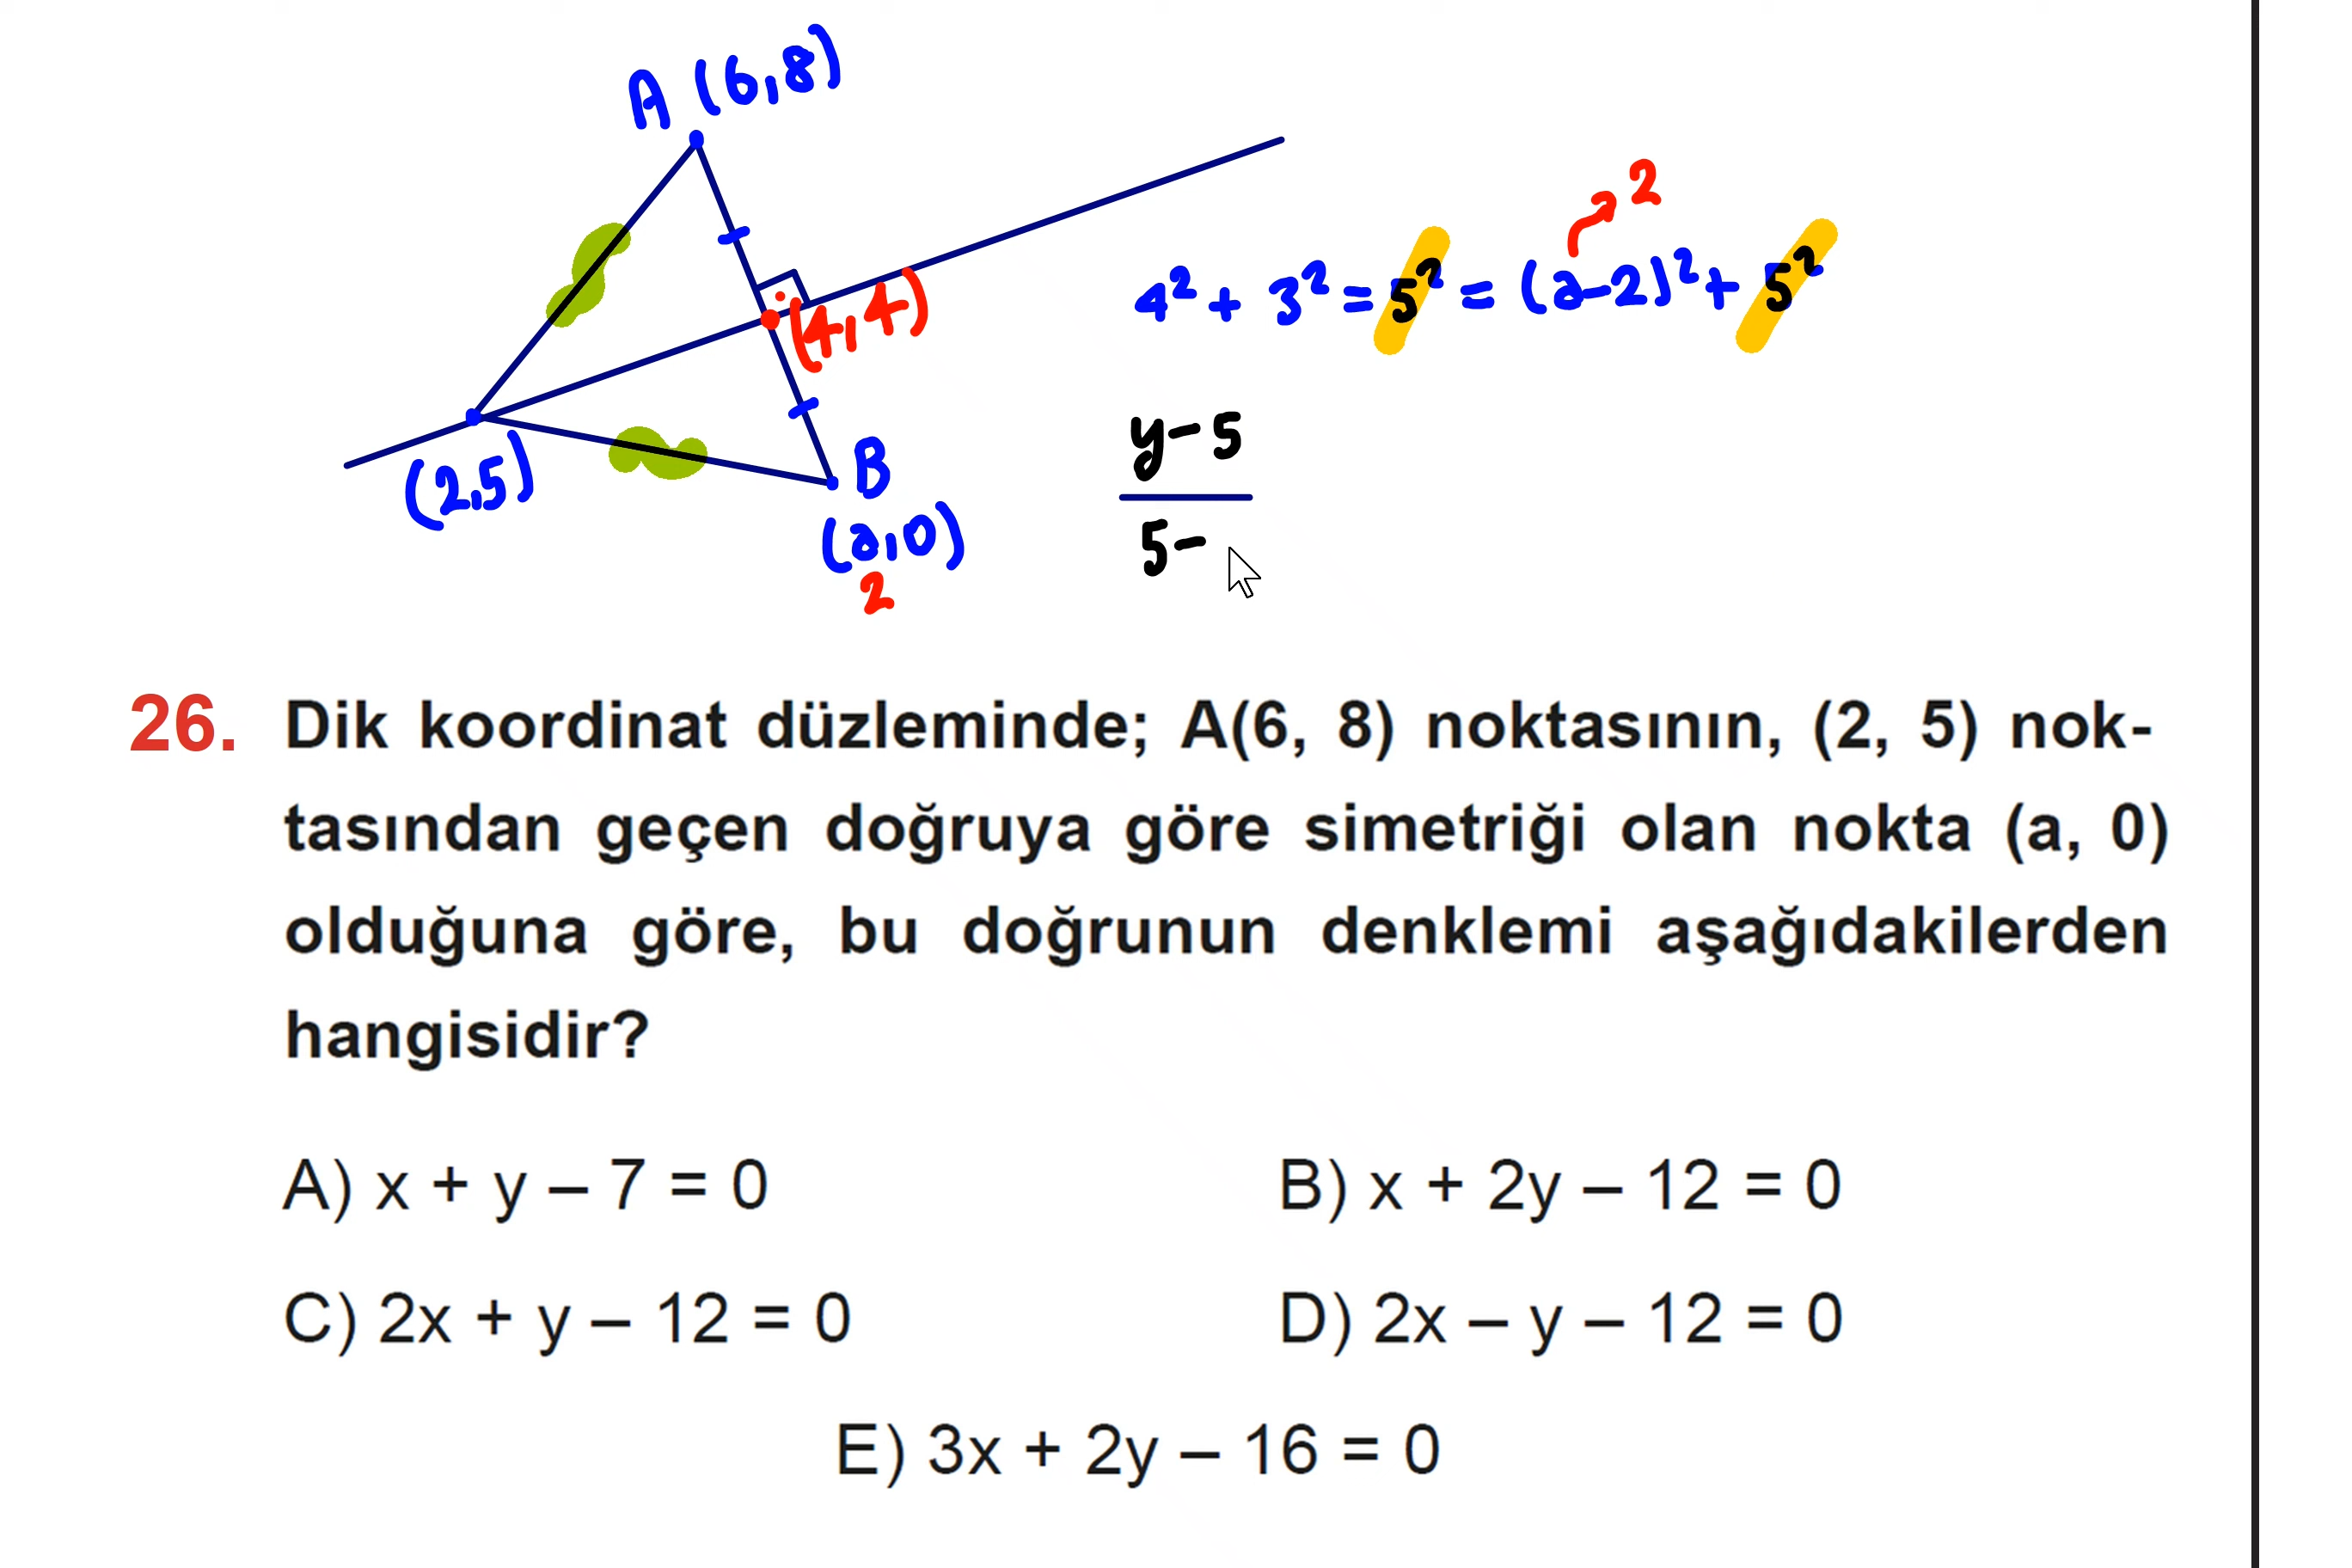 A (6,8)
4² + 3² = 5² = (a-2)² + 5²
2
(4,4)
y-5
5-
(2,5)
B
(a,0)
2
26. Dik koordinat düzleminde; A(6, 8) noktasının, (2, 5) nok-
tasından geçen doğruya göre simetriği olan nokta (a, 0)
olduğuna göre, bu doğrunun denklemi aşağıdakilerden
hangisidir?
A) x + y – 7 = 0
B) x + 2y – 12 = 0
C) 2x + y – 12 = 0
D) 2x – y – 12 = 0
E) 3x + 2y – 16 = 0